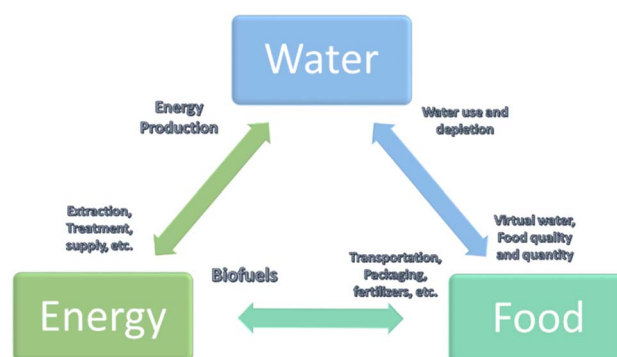 Water
Energy
Production
Water use and
depletion
Extraction,
Treatment,
supply, etc.
Virtual water,
Food quality
and quantity
Biofuels
Transportation,
Packaging,
fertilizers, etc.
Energy
Food